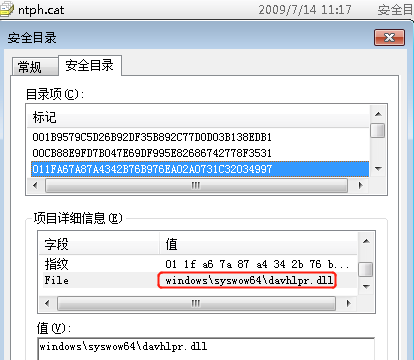 ntph.cat 2009/7/14 11:17 安全目
安全目录
常规 安全目录
目录项(C):
标记
001B9579C5D26B92DF35B892C77D0D03B138EDB1
00CB88E9FD7B047E69DF995E82686742778F3531
011FA67A87A4342B76B976EA02A0731C32034997
项目详细信息(E)
字段 值
指纹 01 1f a6 7a 87 a4 34 2b 76 b...
File windows\syswow64\davhlpr.dll
值(V):
windows\syswow64\davhlpr.dll